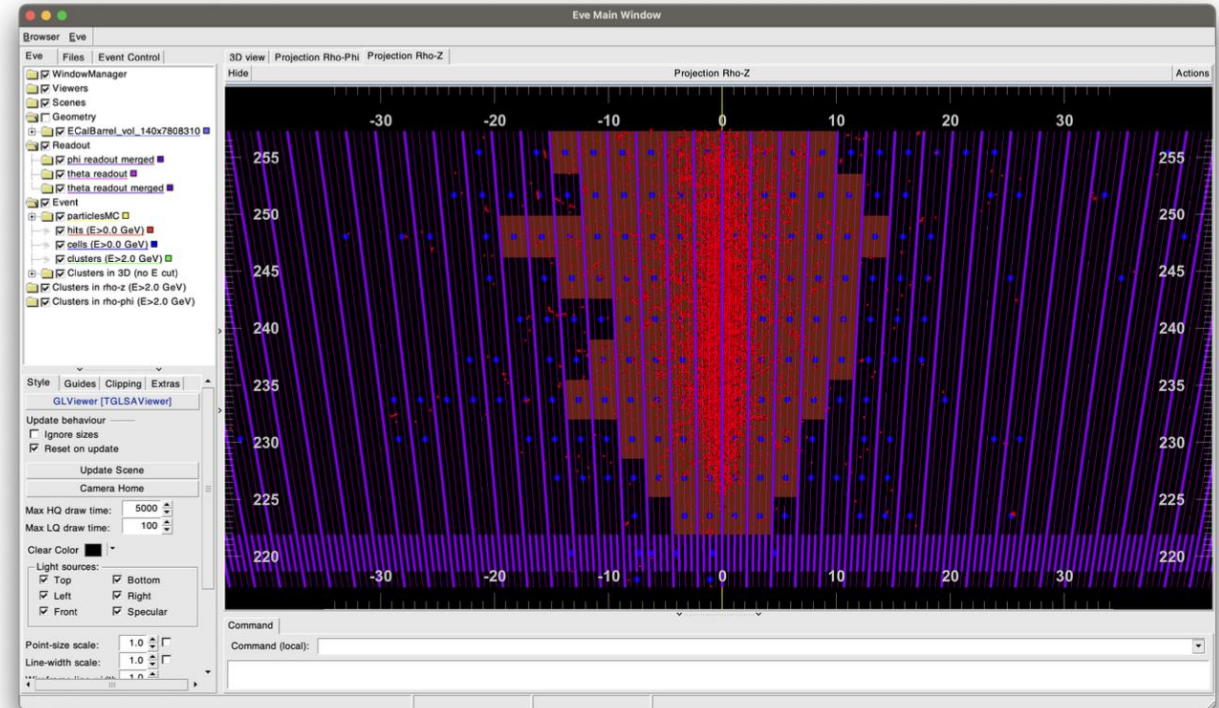 Eve Main Window
Browser Eve
Eve Files Event Control
WindowManager
Viewers
Scenes
Geometry
ECalBarrel_vol_140x7808310
Readout
phi readout merged
theta readout
theta readout merged
Event
particlesMC
hits (E>0.0 GeV)
cells (E>0.0 GeV)
clusters (E>2.0 GeV)
Clusters in 3D (no E cut)
Clusters in rho-z (E>2.0 GeV)
Clusters in rho-phi (E>2.0 GeV)
Style Guides Clipping Extras
GLViewer [TGLSAViewer]
Update behaviour
Ignore sizes
Reset on update
Update Scene
Camera Home
Max HQ draw time: 5000
Max LQ draw time: 100
Clear Color
Light sources:
Top Bottom
Left Right
Front Specular
Point-size scale: 1.0
Line-width scale: 1.0
3D view Projection Rho-Phi Projection Rho-Z
Hide Projection Rho-Z Actions
-30 -20 -10 0 10 20 30
255 255
250 250
245 245
240 240
235 235
230 230
225 225
220 220
-30 -20 -10 0 10 20 30
Command
Command (local):